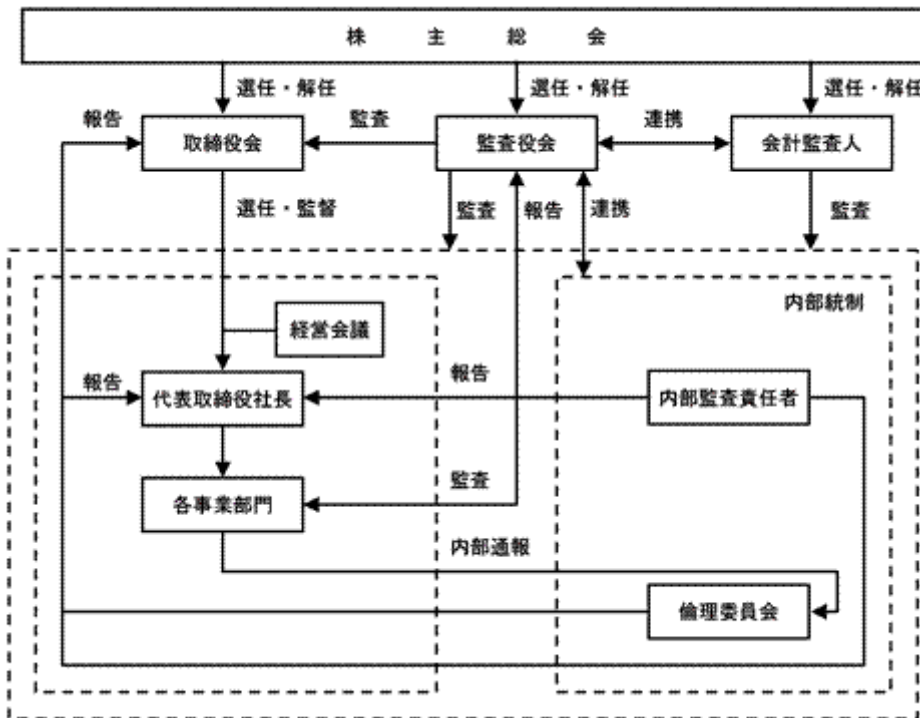 株主総会
選任・解任
選任・解任
選任・解任
報告
監査
連携
取締役会
監査役会
会計監査人
選任・監督
監査
報告
連携
監査
内部統制
経営会議
報告
報告
代表取締役社長
内部監査責任者
監査
各事業部門
内部通報
倫理委員会